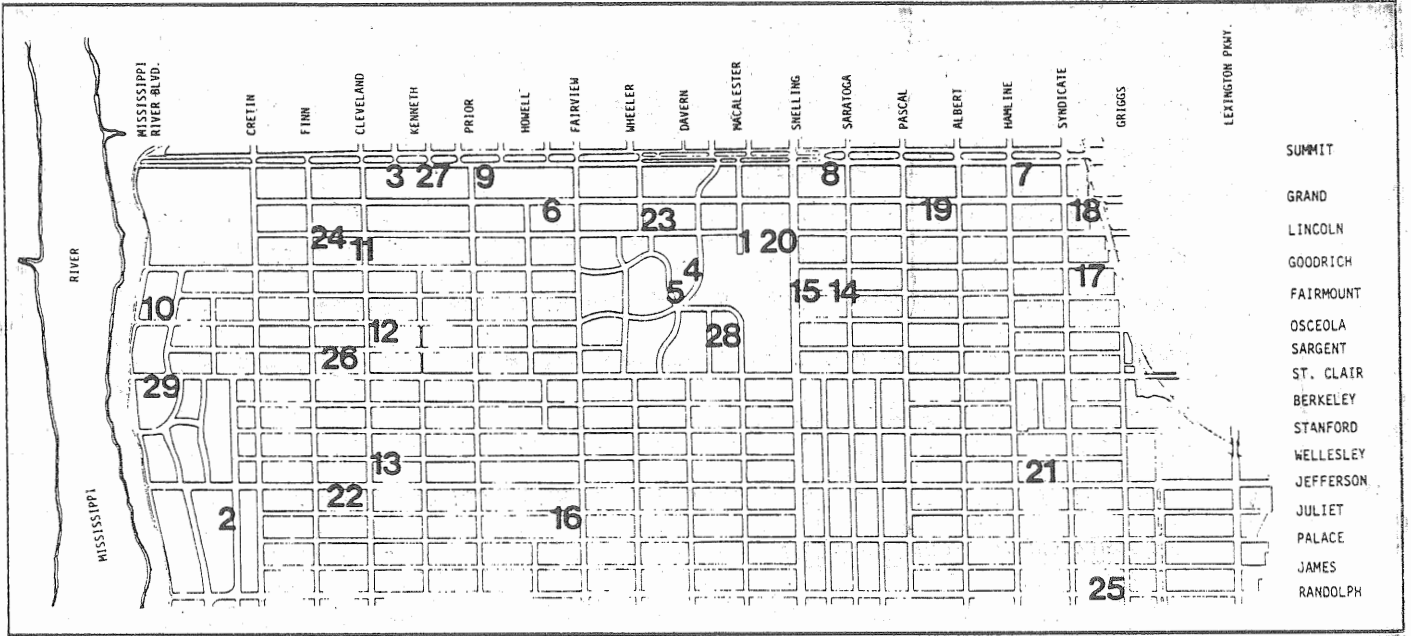 MISSISSIPPI
RIVER BLVD.
CRETIN
FINN
CLEVELAND
KENNETH
PRIOR
HOWELL
FAIRVIEW
WHEELER
DAVERN
MACALESTER
SNELLING
SARATOGA
PASCAL
ALBERT
HAMLINE
SYNDICATE
GRIGGS
LEXINGTON PKWY.
SUMMIT
3 27 9 8 7
GRAND
6 23 19 18
LINCOLN
24 11 1 20
GOODRICH
RIVER
4 17
FAIRMOUNT
10 5 15 14
OSCEOLA
12 28
SARGENT
26
ST. CLAIR
29
BERKELEY
STANFORD
WELLESLEY
13 21
JEFFERSON
22
JULIET
2 16
MISSISSIPPI
PALACE
JAMES
25
RANDOLPH